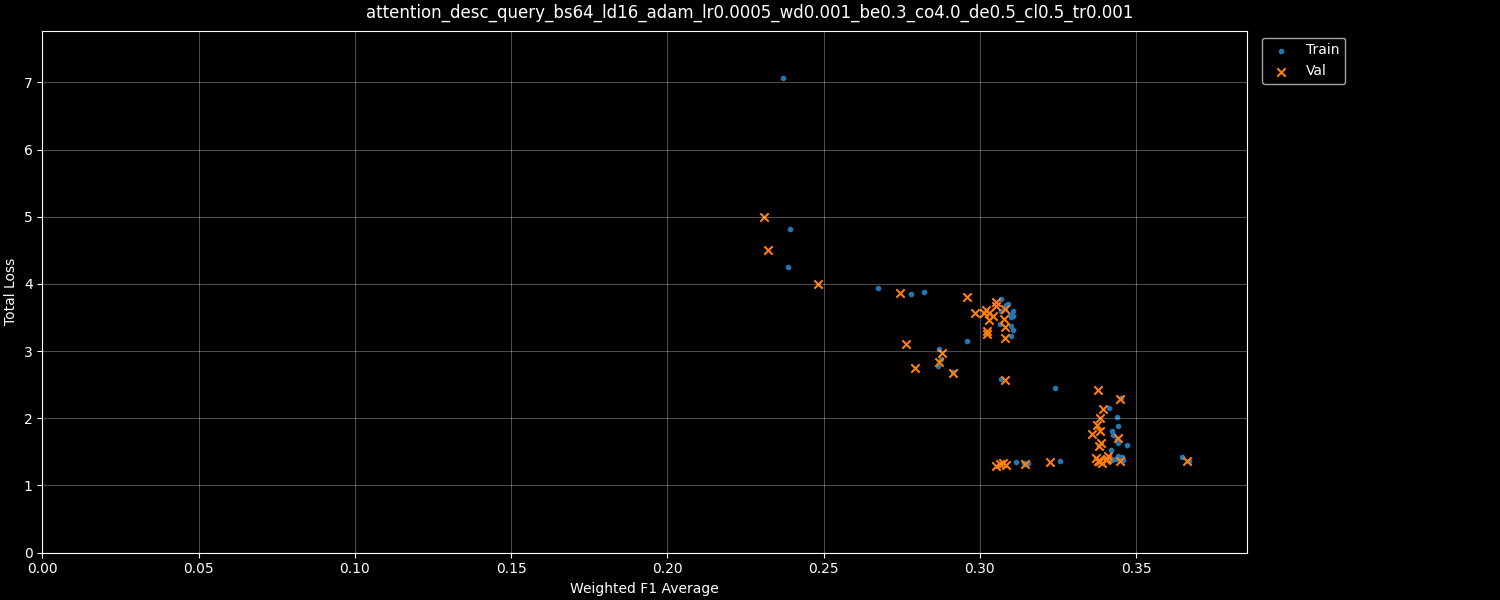 attention_desc_query_bs64_ld16_adam_lr0.0005_wd0.001_be0.3_co4.0_de0.5_cl0.5_tr0.001
Train
Val
7
6
5
4
3
2
1
0
Total Loss
0.00 0.05 0.10 0.15 0.20 0.25 0.30 0.35
Weighted F1 Average